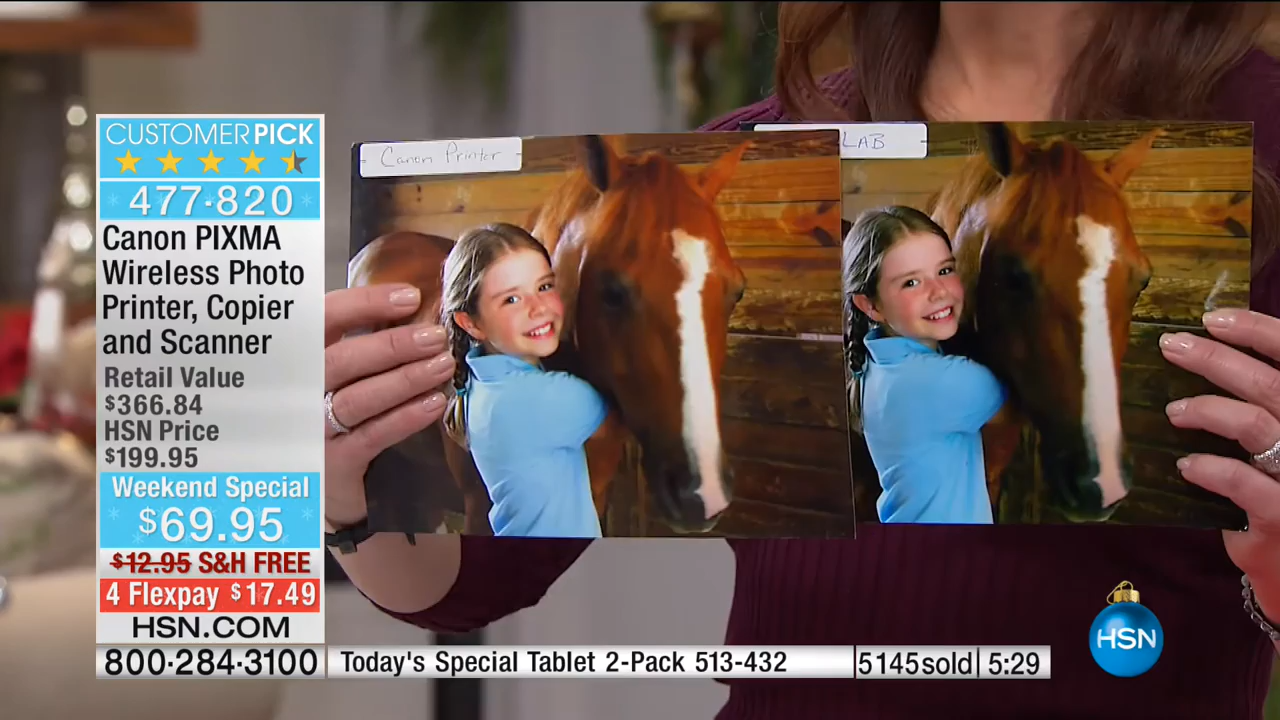 CUSTOMER PICK
477·820
Canon PIXMA
Wireless Photo
Printer, Copier
and Scanner
Retail Value
$366.84
HSN Price
$199.95
Weekend Special
$69.95
$12.95 S&H FREE
4 Flexpay $17.49
HSN.COM
800·284·3100
Today's Special Tablet 2-Pack 513-432
5145sold
5:29
Canon Printer
LAB
HSN